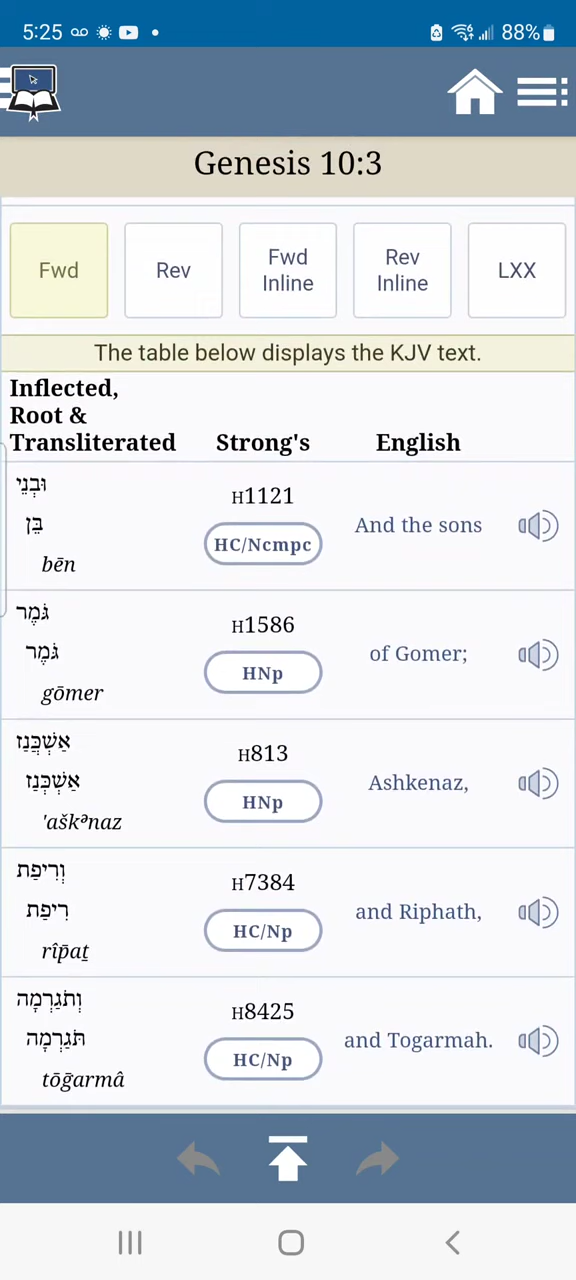 5:25
88%
Genesis 10:3
Fwd
Rev
Fwd
Inline
Rev
Inline
LXX
The table below displays the KJV text.
Inflected,
Root &
Transliterated
Strong's
English
וּבְנֵי
בֵּן
bēn
H1121
HC/Ncmpc
And the sons
גֹּמֶר
גֹּמֶר
gōmer
H1586
HNp
of Gomer;
אַשְׁכֲּנַז
אַשְׁכְּנַז
'ašk³naz
H813
HNp
Ashkenaz,
וְרִיפַת
רִיפַת
rîp̄aṯ
H7384
HC/Np
and Riphath,
וְתֹגַרְמָה
תֹּגַרְמָה
tōḡarmâ
H8425
HC/Np
and Togarmah.